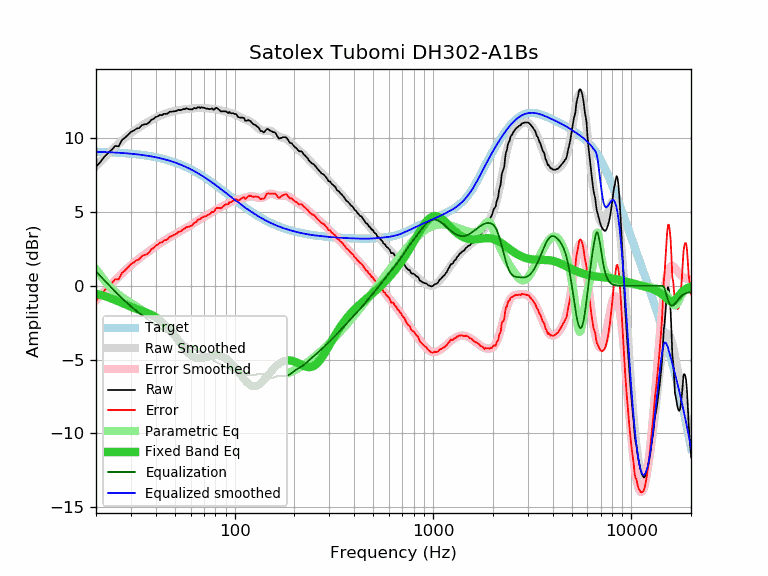 Satolex Tubomi DH302-A1Bs
Amplitude (dBr)
10
5
0
−5
−10
−15
Target
Raw Smoothed
Error Smoothed
Raw
Error
Parametric Eq
Fixed Band Eq
Equalization
Equalized smoothed
100
1000
10000
Frequency (Hz)